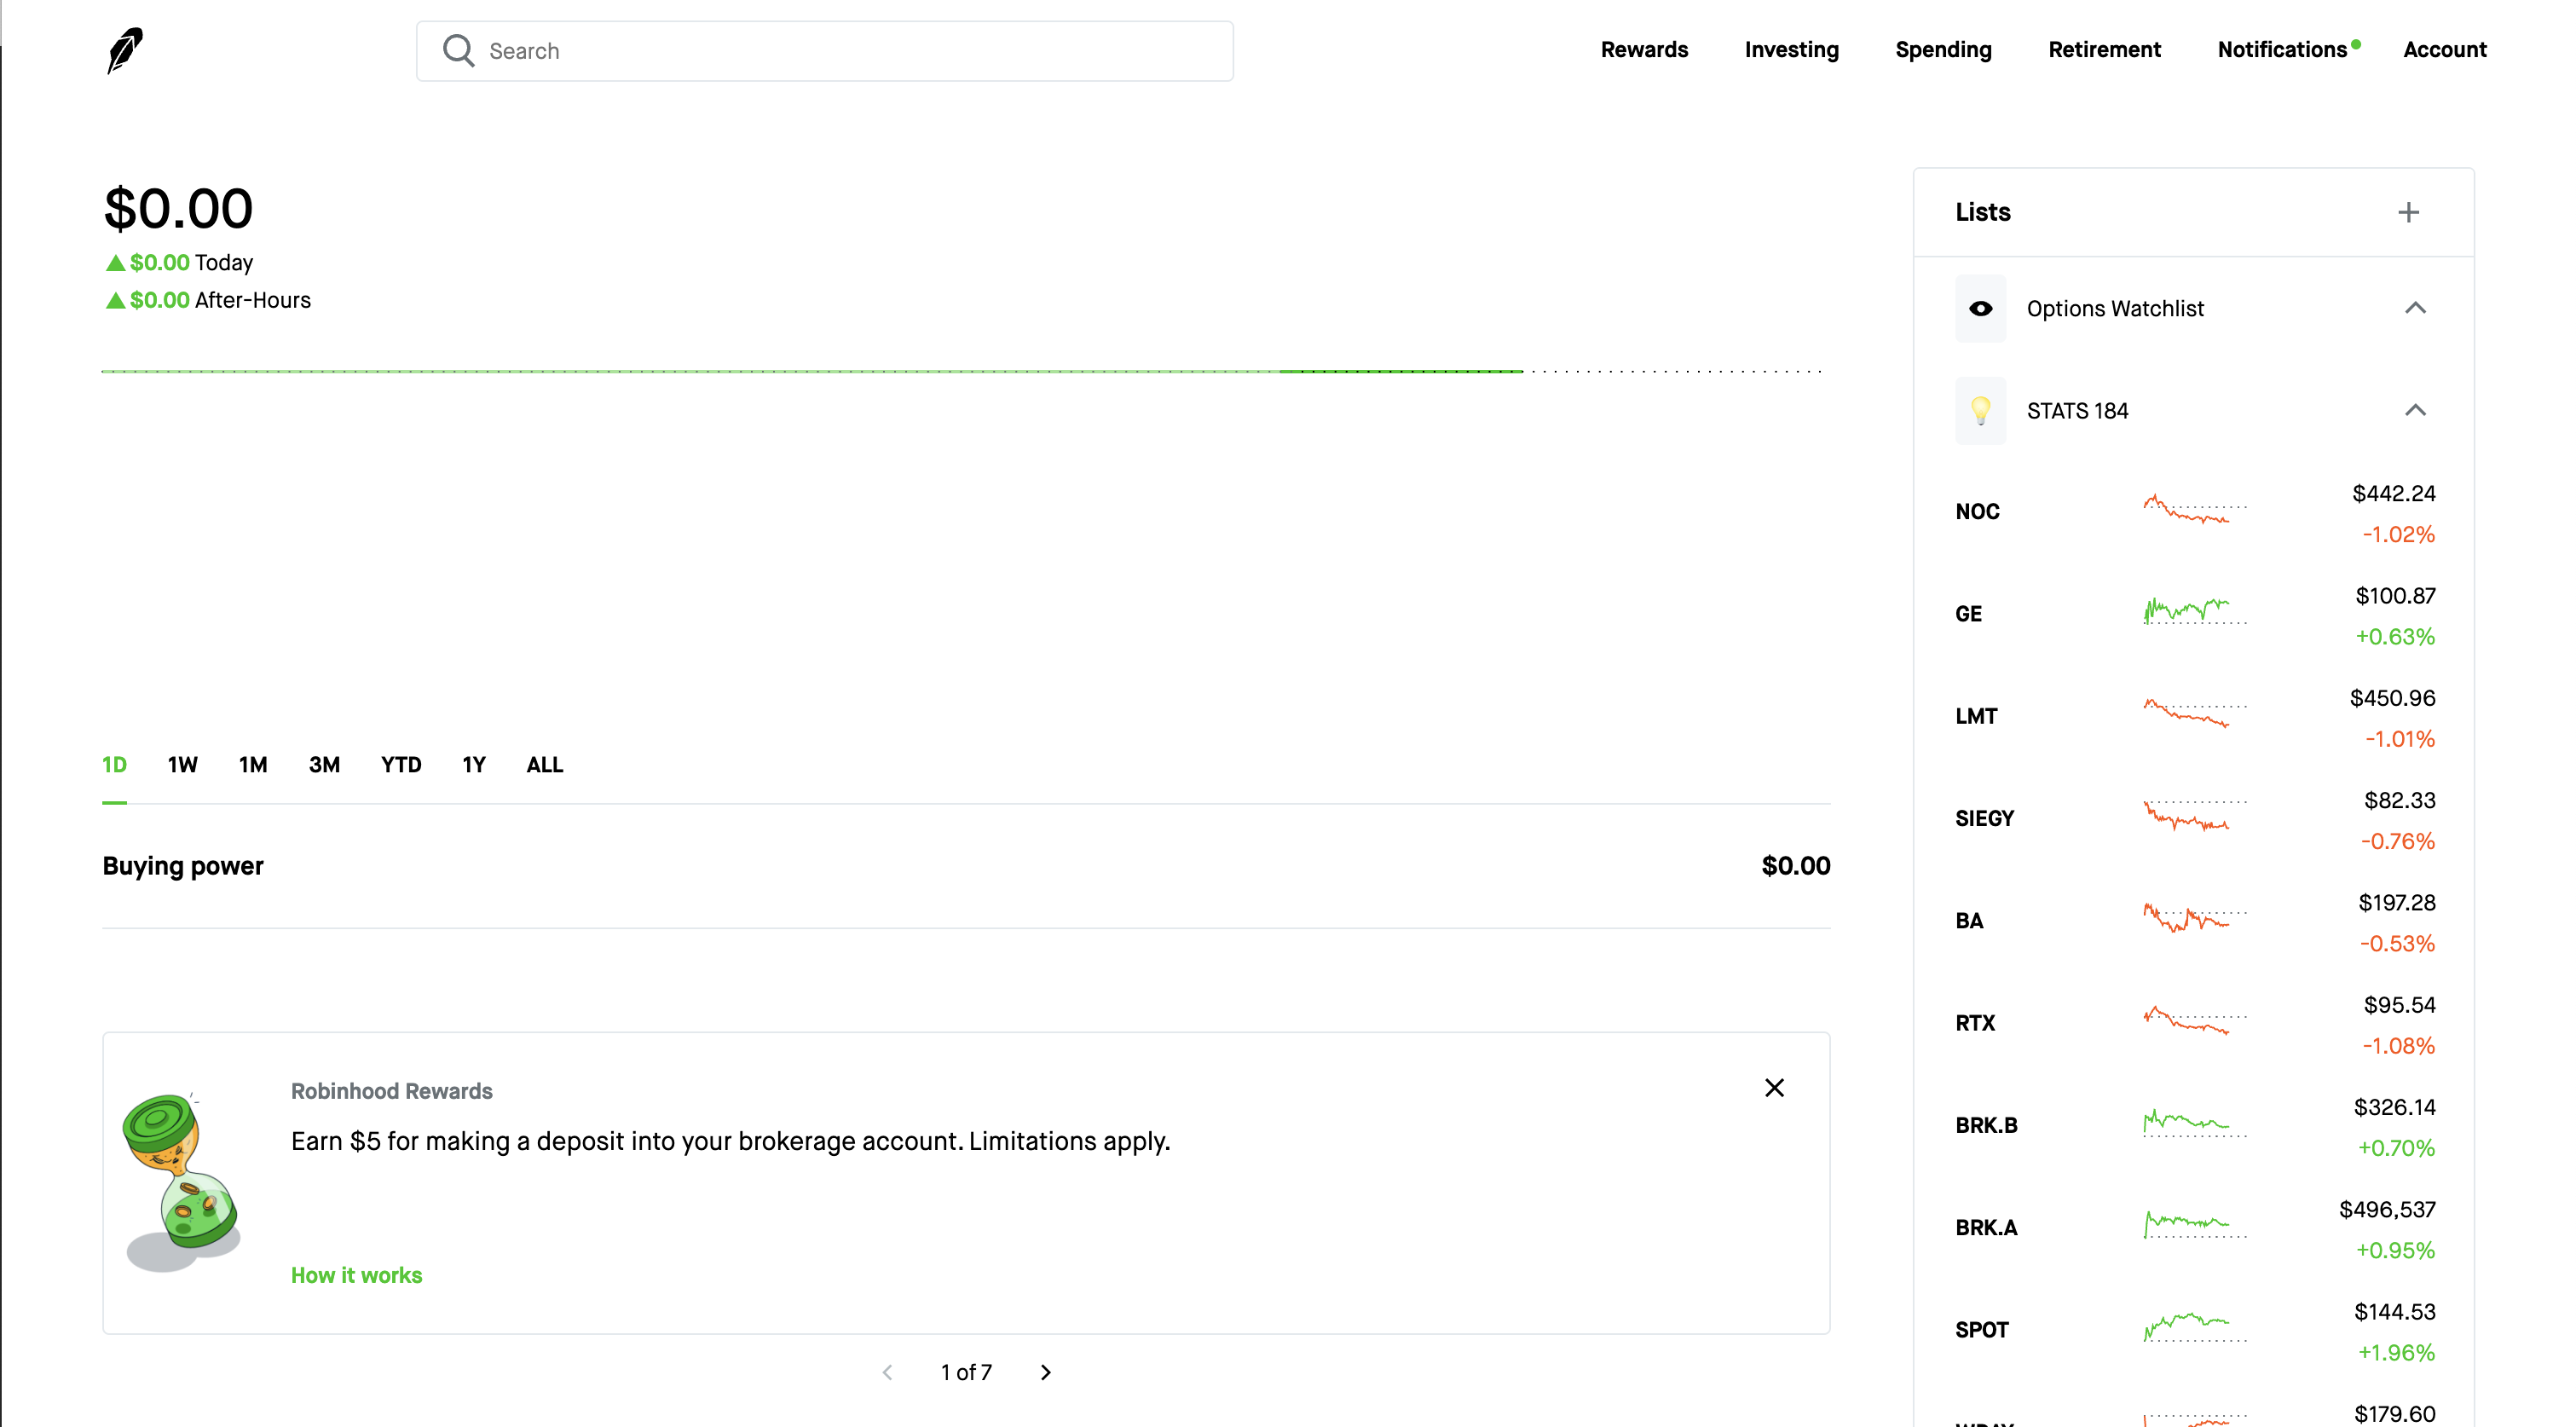 Search
Rewards
Investing
Spending
Retirement
Notifications
Account
$0.00
$0.00 Today
$0.00 After-Hours
1D
1W
1M
3M
YTD
1Y
ALL
Buying power
$0.00
Robinhood Rewards
Earn $5 for making a deposit into your brokerage account. Limitations apply.
How it works
1 of 7
Lists
Options Watchlist
STATS 184
NOC
$442.24
-1.02%
GE
$100.87
+0.63%
LMT
$450.96
-1.01%
SIEGY
$82.33
-0.76%
BA
$197.28
-0.53%
RTX
$95.54
-1.08%
BRK.B
$326.14
+0.70%
BRK.A
$496,537
+0.95%
SPOT
$144.53
+1.96%
$179.60